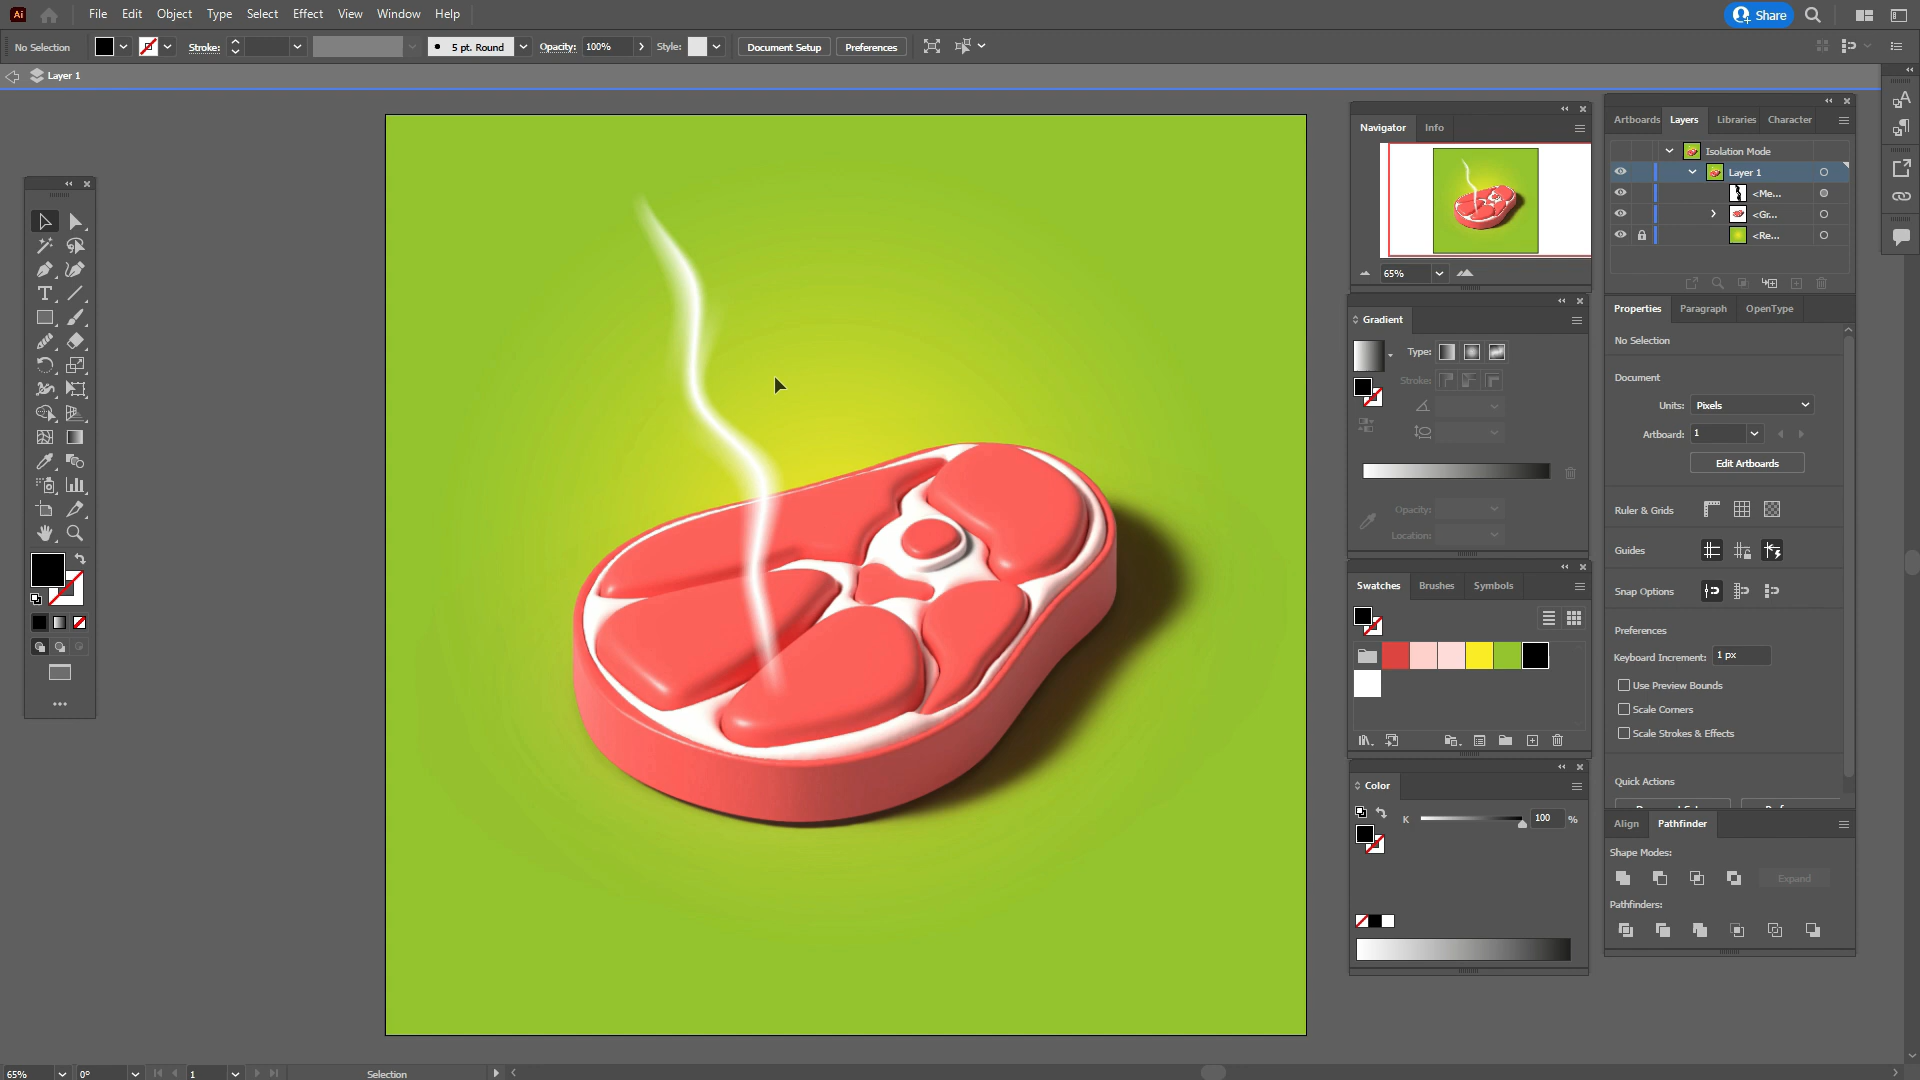 Ai File Edit Object Type Select Effect View Window Help Share
No Selection Stroke: 5 pt. Round Opacity: 100% Style: Document Setup Preferences
Layer 1
Navigator Info
65%
Artboards Layers Libraries Character
Isolation Mode
Layer 1
<Me...
<Gr...
<Re...
Gradient
Type:
Stroke:
Opacity:
Location:
Properties Paragraph OpenType
No Selection
Document
Units: Pixels
Artboard: 1
Edit Artboards
Ruler & Grids
Guides
Snap Options
Preferences
Keyboard Increment: 1 px
Use Preview Bounds
Scale Corners
Scale Strokes & Effects
Quick Actions
Swatches Brushes Symbols
Color
K 100 %
Align Pathfinder
Shape Modes:
Expand
Pathfinders:
65% 0° 1 Selection